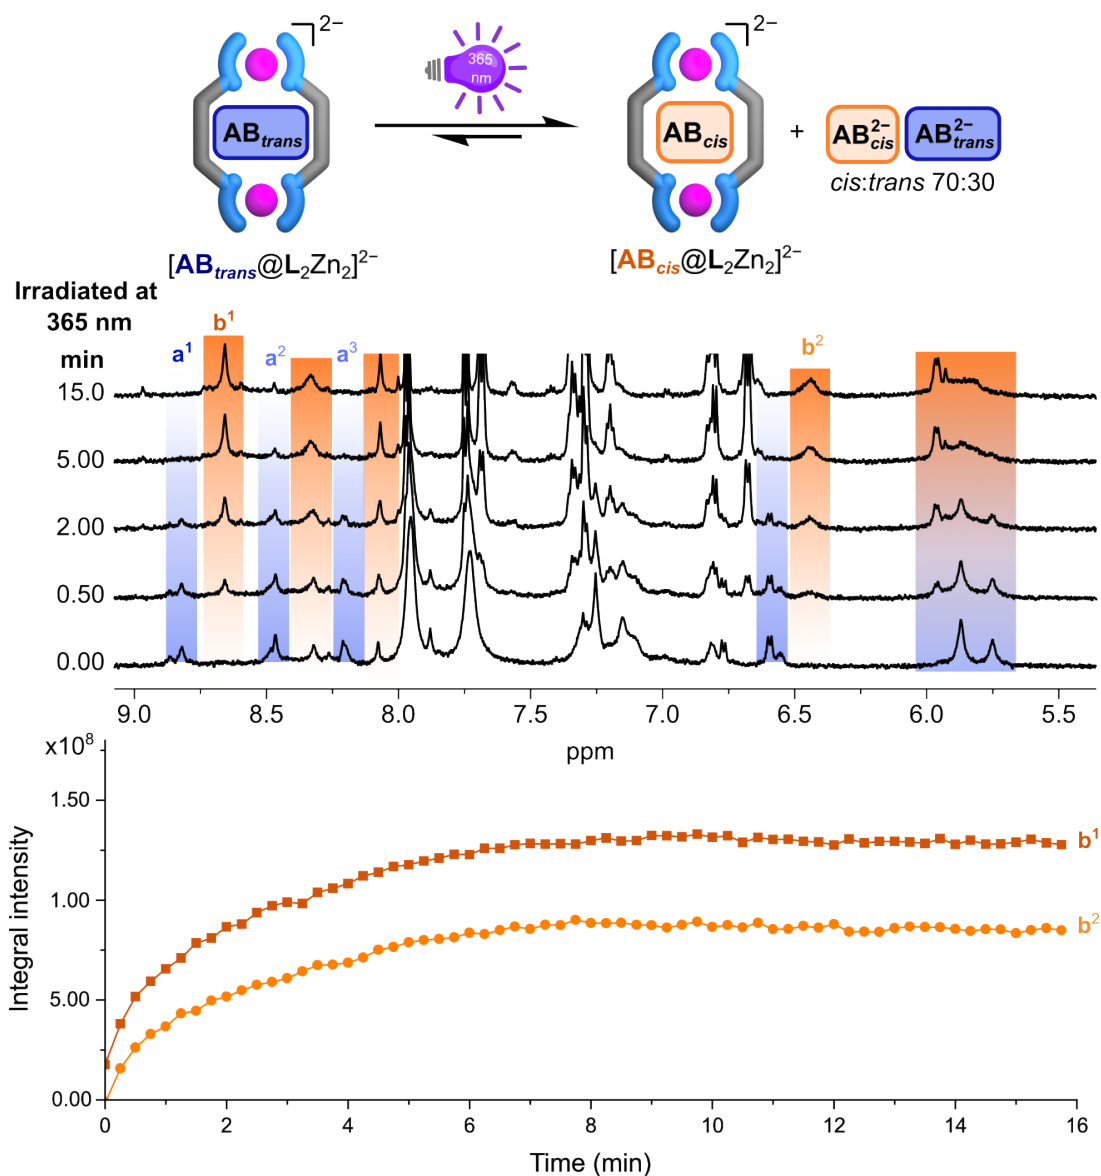 ]2−
365
nm
]2−
AB_trans
AB_cis
+
AB_cis^2− AB_trans^2−
cis:trans 70:30
[AB_trans@L₂Zn₂]²⁻
[AB_cis@L₂Zn₂]²⁻
Irradiated at
365 nm
min
a¹ b¹ a² a³ b²
15.0
5.00
2.00
0.50
0.00
9.0 8.5 8.0 7.5 7.0 6.5 6.0 5.5
ppm
x10⁸
1.50
1.00
5.00
0.00
Integral intensity
b¹
b²
0 2 4 6 8 10 12 14 16
Time (min)